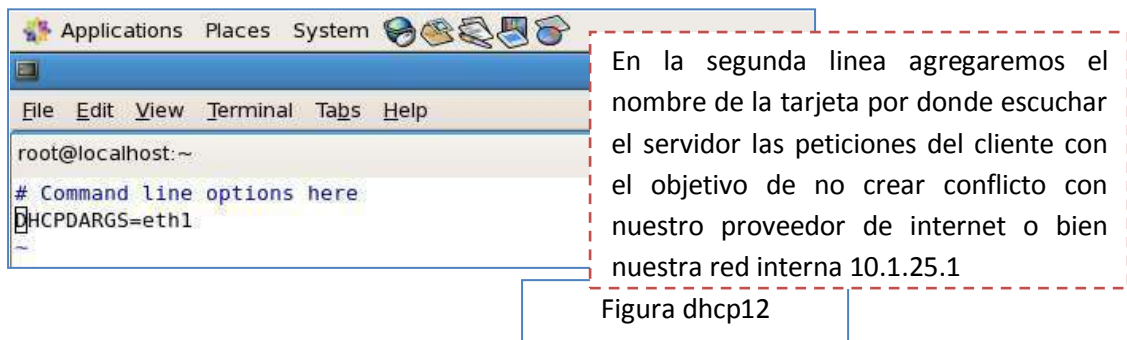 Applications Places System
File Edit View Terminal Tabs Help
root@localhost:~
# Command line options here
DHCPDARGS=eth1
~
En la segunda linea agregaremos el
nombre de la tarjeta por donde escuchar
el servidor las peticiones del cliente con
el objetivo de no crear conflicto con
nuestro proveedor de internet o bien
nuestra red interna 10.1.25.1
Figura dhcp12